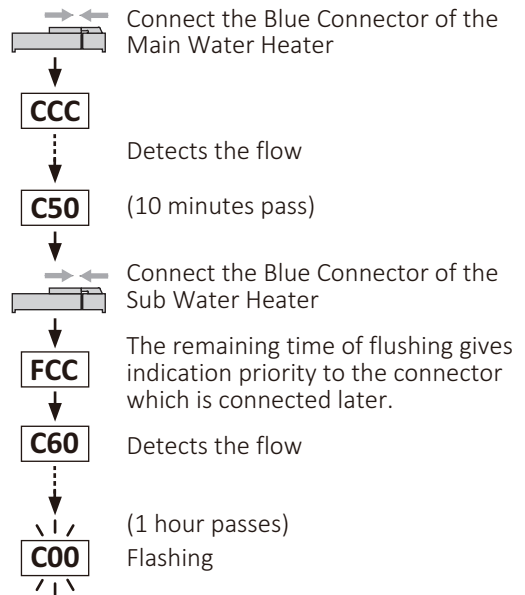 Connect the Blue Connector of the
Main Water Heater
CCC
Detects the flow
C50
(10 minutes pass)
Connect the Blue Connector of the
Sub Water Heater
FCC
The remaining time of flushing gives
indication priority to the connector
which is connected later.
C60
Detects the flow
(1 hour passes)
C00
Flashing